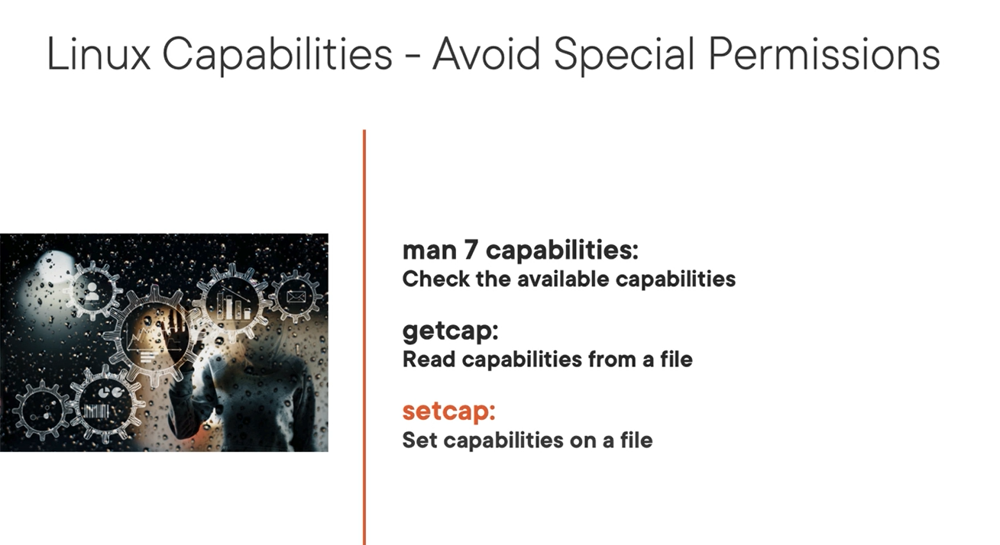 Linux Capabilities - Avoid Special Permissions
man 7 capabilities:
Check the available capabilities
getcap:
Read capabilities from a file
setcap:
Set capabilities on a file